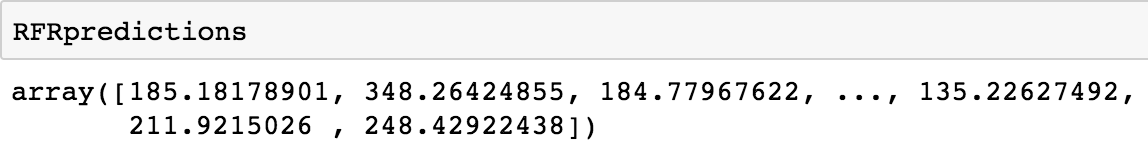 RFRpredictions
array([185.18178901, 348.26424855, 184.77967622, ..., 135.22627492,
211.9215026 , 248.42922438])